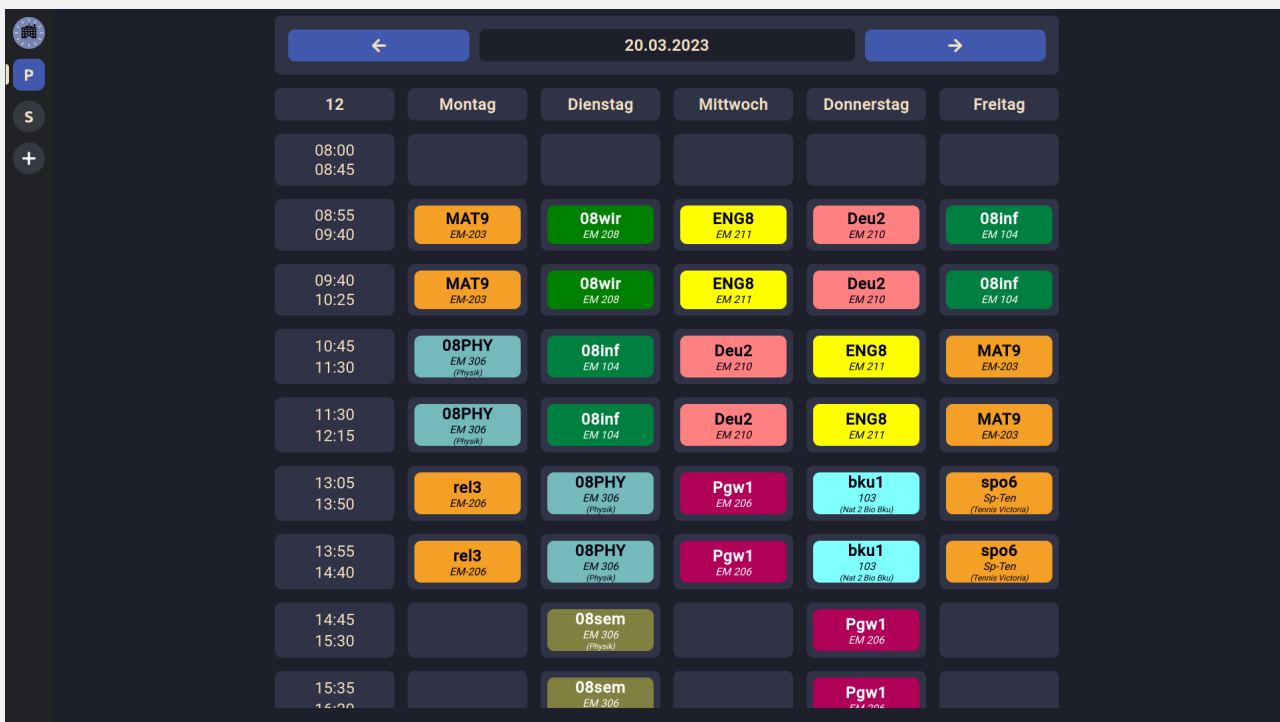 ←
20.03.2023
→
P
S
+
12 Montag Dienstag Mittwoch Donnerstag Freitag
08:00
08:45
08:55 MAT9 08wir ENG8 Deu2 08inf
09:40 EM-203 EM 208 EM 211 EM 210 EM 104
09:40 MAT9 08wir ENG8 Deu2 08inf
10:25 EM-203 EM 208 EM 211 EM 210 EM 104
10:45 08PHY 08inf Deu2 ENG8 MAT9
11:30 EM 306 EM 104 EM 210 EM 211 EM-203
(Physik)
11:30 08PHY 08inf Deu2 ENG8 MAT9
12:15 EM 306 EM 104 EM 210 EM 211 EM-203
(Physik)
13:05 rel3 08PHY Pgw1 bku1 spo6
13:50 EM-206 EM 306 EM 206 103 Sp-Ten
(Physik) (Nat 2 Bio Bku) (Tennis Victoria)
13:55 rel3 08PHY Pgw1 bku1 spo6
14:40 EM-206 EM 306 EM 206 103 Sp-Ten
(Physik) (Nat 2 Bio Bku) (Tennis Victoria)
14:45 08sem Pgw1
15:30 EM 306 EM 206
(Physik)
15:35 08sem Pgw1
16:20 EM 306 EM 206